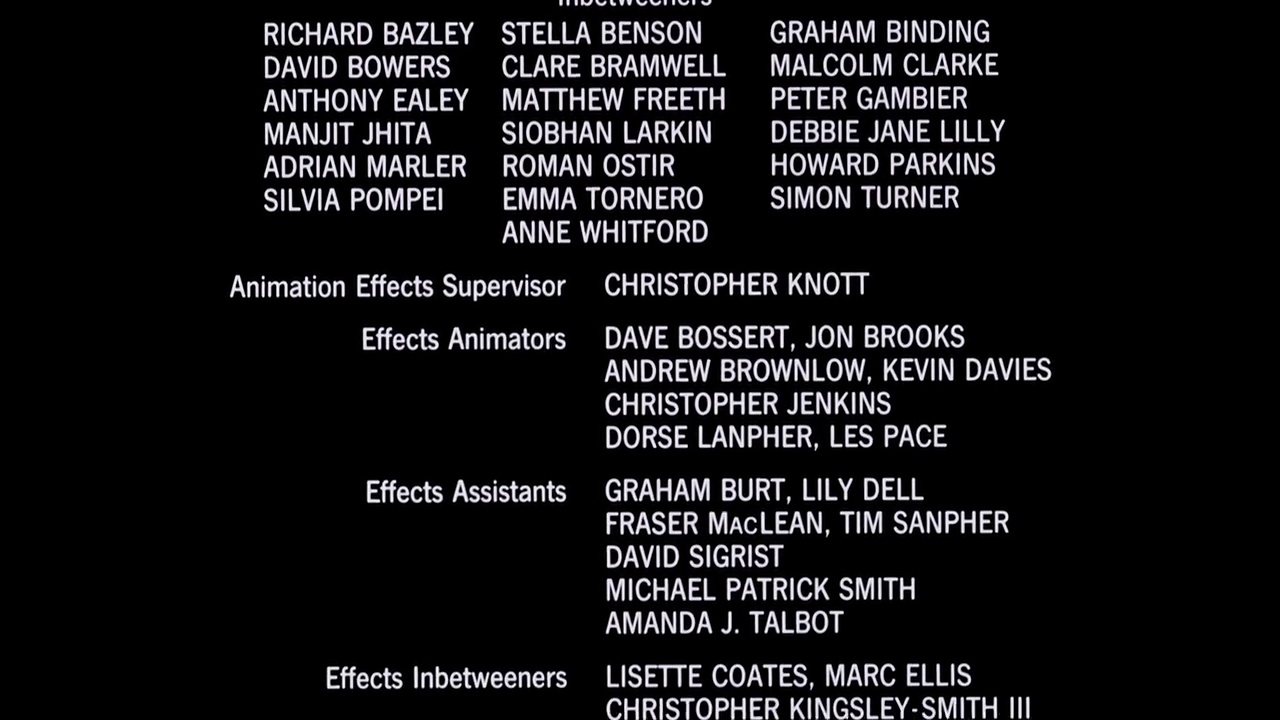 Inbetweeners
RICHARD BAZLEY STELLA BENSON GRAHAM BINDING
DAVID BOWERS CLARE BRAMWELL MALCOLM CLARKE
ANTHONY EALEY MATTHEW FREETH PETER GAMBIER
MANJIT JHITA SIOBHAN LARKIN DEBBIE JANE LILLY
ADRIAN MARLER ROMAN OSTIR HOWARD PARKINS
SILVIA POMPEI EMMA TORNERO SIMON TURNER
ANNE WHITFORD
Animation Effects Supervisor CHRISTOPHER KNOTT
Effects Animators DAVE BOSSERT, JON BROOKS
ANDREW BROWNLOW, KEVIN DAVIES
CHRISTOPHER JENKINS
DORSE LANPHER, LES PACE
Effects Assistants GRAHAM BURT, LILY DELL
FRASER MACLEAN, TIM SANPHER
DAVID SIGRIST
MICHAEL PATRICK SMITH
AMANDA J. TALBOT
Effects Inbetweeners LISETTE COATES, MARC ELLIS
CHRISTOPHER KINGSLEY-SMITH III